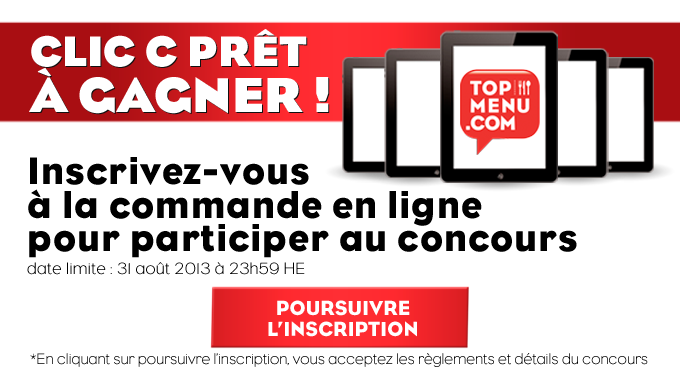 CLIC C PRÊT
À GAGNER !
TOP
MENU
.COM
Inscrivez-vous
à la commande en ligne
pour participer au concours
date limite : 31 août 2013 à 23h59 HE
POURSUIVRE
L'INSCRIPTION
*En cliquant sur poursuivre l'inscription, vous acceptez les règlements et détails du concours